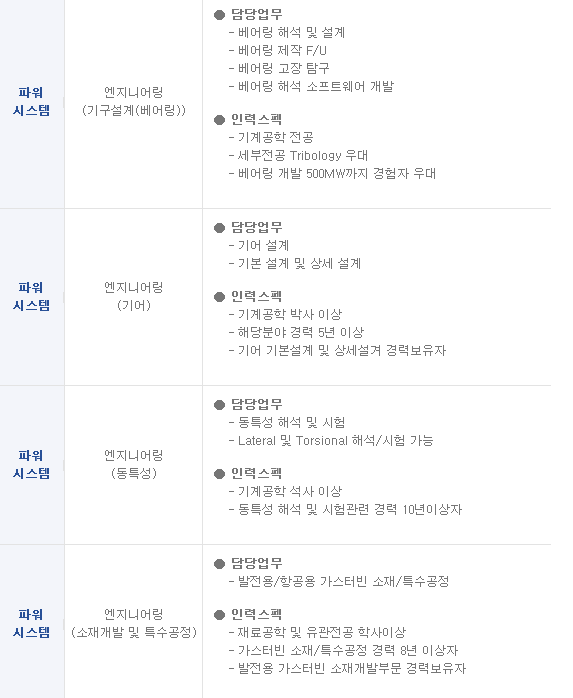 파워
시스템
엔지니어링
(기구설계(베어링))
● 담당업무
- 베어링 해석 및 설계
- 베어링 제작 F/U
- 베어링 고장 탐구
- 베어링 해석 소프트웨어 개발
● 인력스펙
- 기계공학 전공
- 세부전공 Tribology 우대
- 베어링 개발 500MW까지 경험자 우대
파워
시스템
엔지니어링
(기어)
● 담당업무
- 기어 설계
- 기본 설계 및 상세 설계
● 인력스펙
- 기계공학 박사 이상
- 해당분야 경력 5년 이상
- 기어 기본설계 및 상세설겨 경력보유자
파워
시스템
엔지니어링
(동특성)
● 담당업무
- 동특성 해석 및 시험
- Lateral 및 Torsional 해석/시험 가능
● 인력스펙
- 기계공학 석사 이상
- 동특성 해석 및 시험관련 경력 10년이상자
파워
시스템
엔지니어링
(소재개발 및 특수공정)
● 담당업무
- 발전용/항공용 가스터빈 소재/특수공정
● 인력스펙
- 재료공학 및 유관전공 학사이상
- 가스터빈 소재/특수공정 경력 8년 이상자
- 발전용 가스터빈 소재개발부문 경력보유자